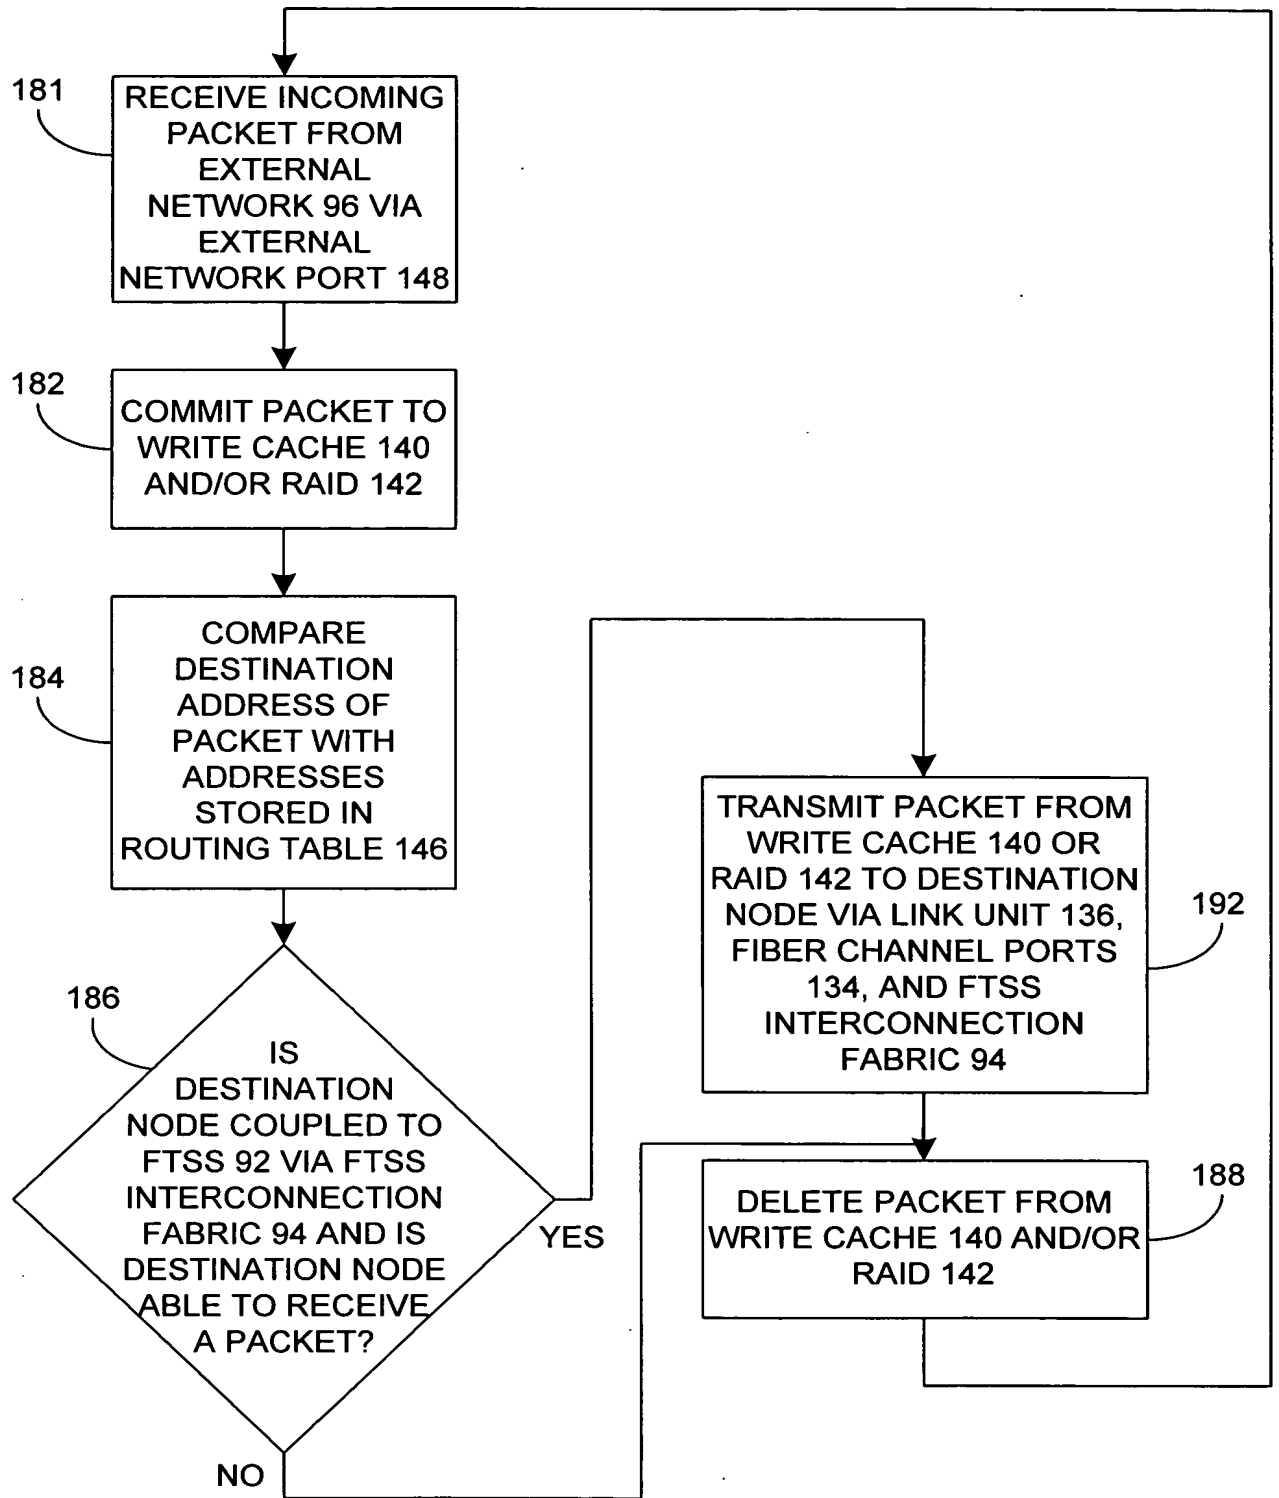 181
RECEIVE INCOMING
PACKET FROM
EXTERNAL
NETWORK 96 VIA
EXTERNAL
NETWORK PORT 148
182
COMMIT PACKET TO
WRITE CACHE 140
AND/OR RAID 142
184
COMPARE
DESTINATION
ADDRESS OF
PACKET WITH
ADDRESSES
STORED IN
ROUTING TABLE 146
186
IS
DESTINATION
NODE COUPLED TO
FTSS 92 VIA FTSS
INTERCONNECTION
FABRIC 94 AND IS
DESTINATION NODE
ABLE TO RECEIVE
A PACKET?
YES
NO
TRANSMIT PACKET FROM
WRITE CACHE 140 OR
RAID 142 TO DESTINATION
NODE VIA LINK UNIT 136,
FIBER CHANNEL PORTS
134, AND FTSS
INTERCONNECTION
FABRIC 94
192
DELETE PACKET FROM
WRITE CACHE 140 AND/OR
RAID 142
188